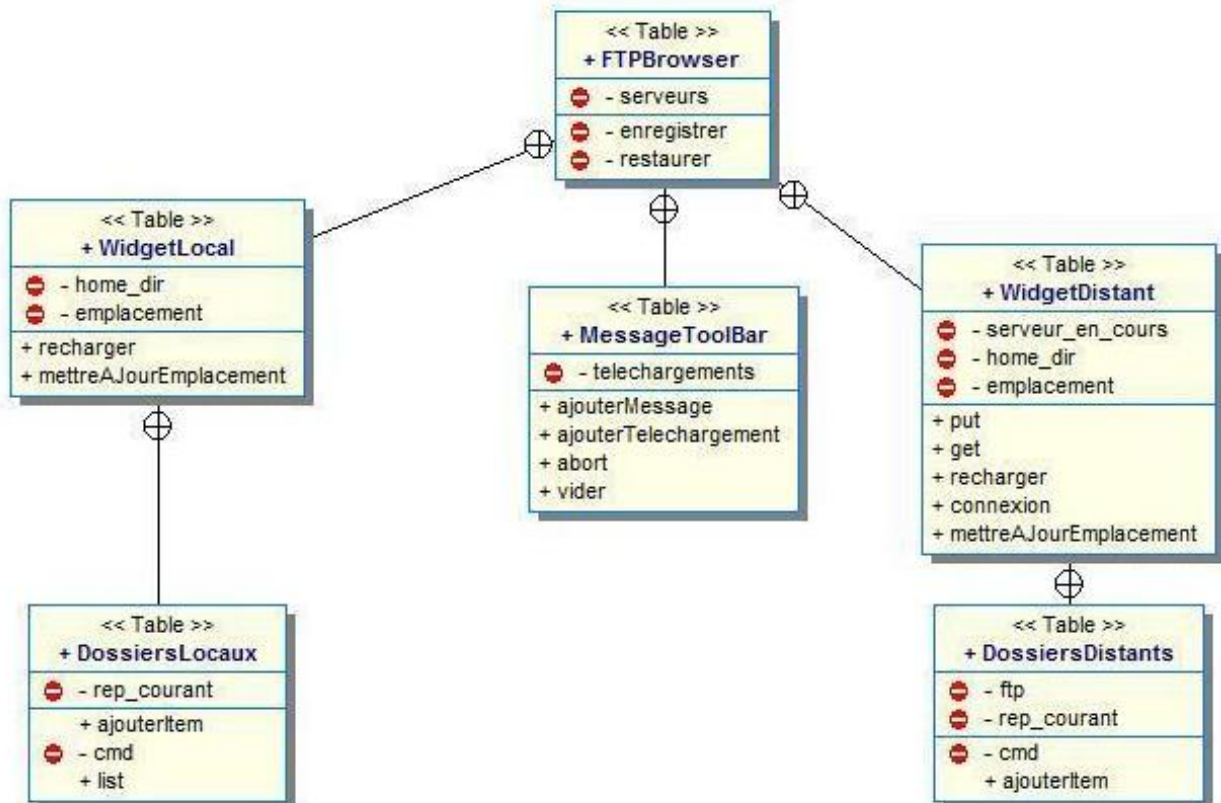 << Table >>
+ FTPBrowser
- serveurs
- enregistrer
- restaurer
<< Table >>
+ WidgetLocal
- home_dir
- emplacement
+ recharger
+ mettreAJourEmplacement
<< Table >>
+ MessageToolBar
- telechargements
+ ajouterMessage
+ ajouterTelechargement
+ abort
+ vider
<< Table >>
+ WidgetDistant
- serveur_en_cours
- home_dir
- emplacement
+ put
+ get
+ recharger
+ connexion
+ mettreAJourEmplacement
<< Table >>
+ DossiersLocaux
- rep_courant
+ ajouterItem
- cmd
+ list
<< Table >>
+ DossiersDistants
- ftp
- rep_courant
- cmd
+ ajouterItem